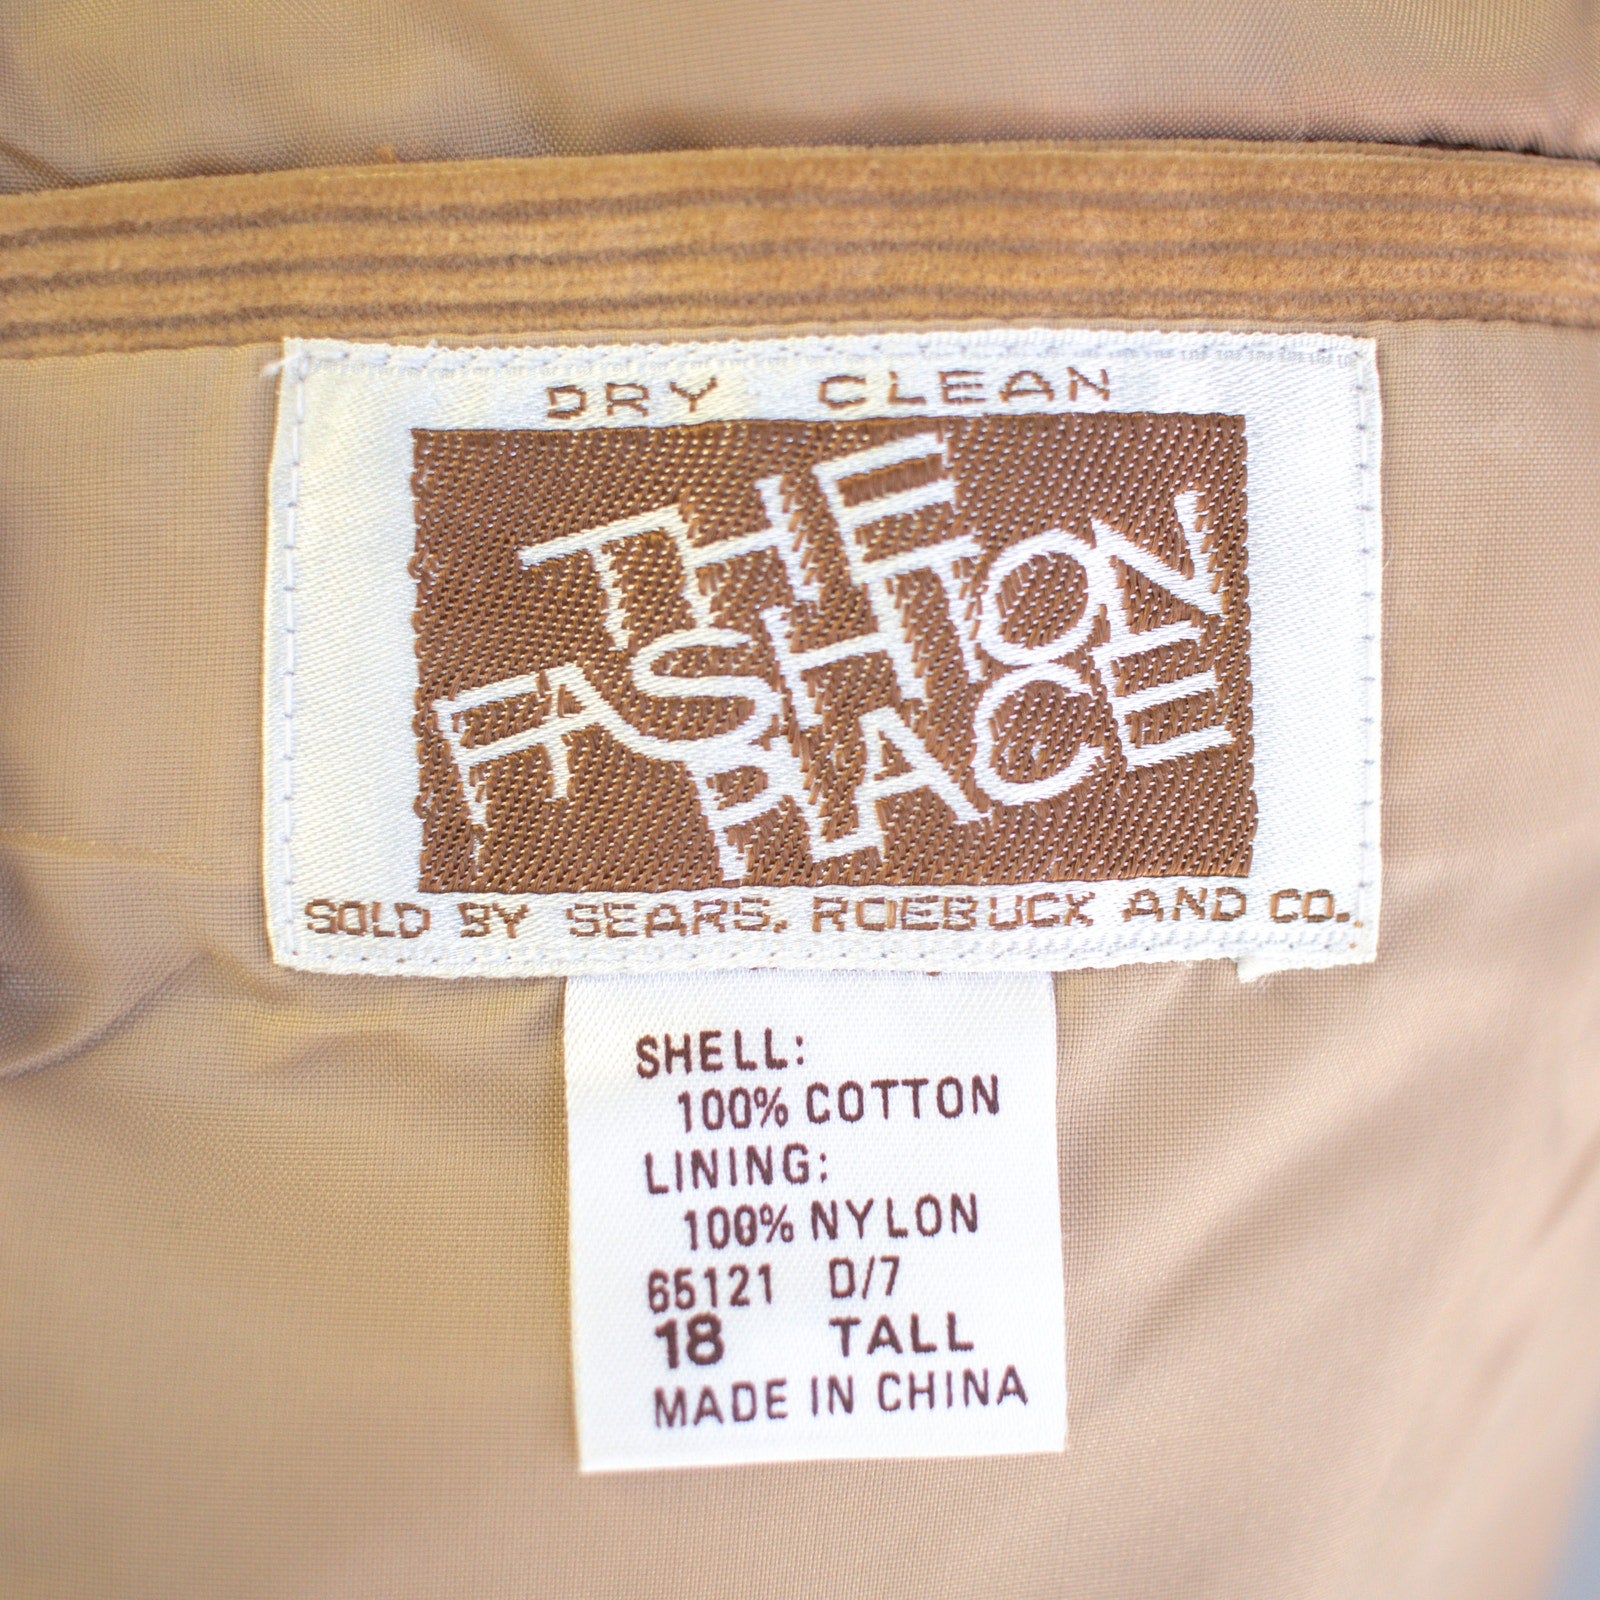 DRY CLEAN
THE
FASHION
PLACE
SOLD BY SEARS, ROEBUCK AND CO.
SHELL:
100% COTTON
LINING:
100% NYLON
65121 D/7
18 TALL
MADE IN CHINA